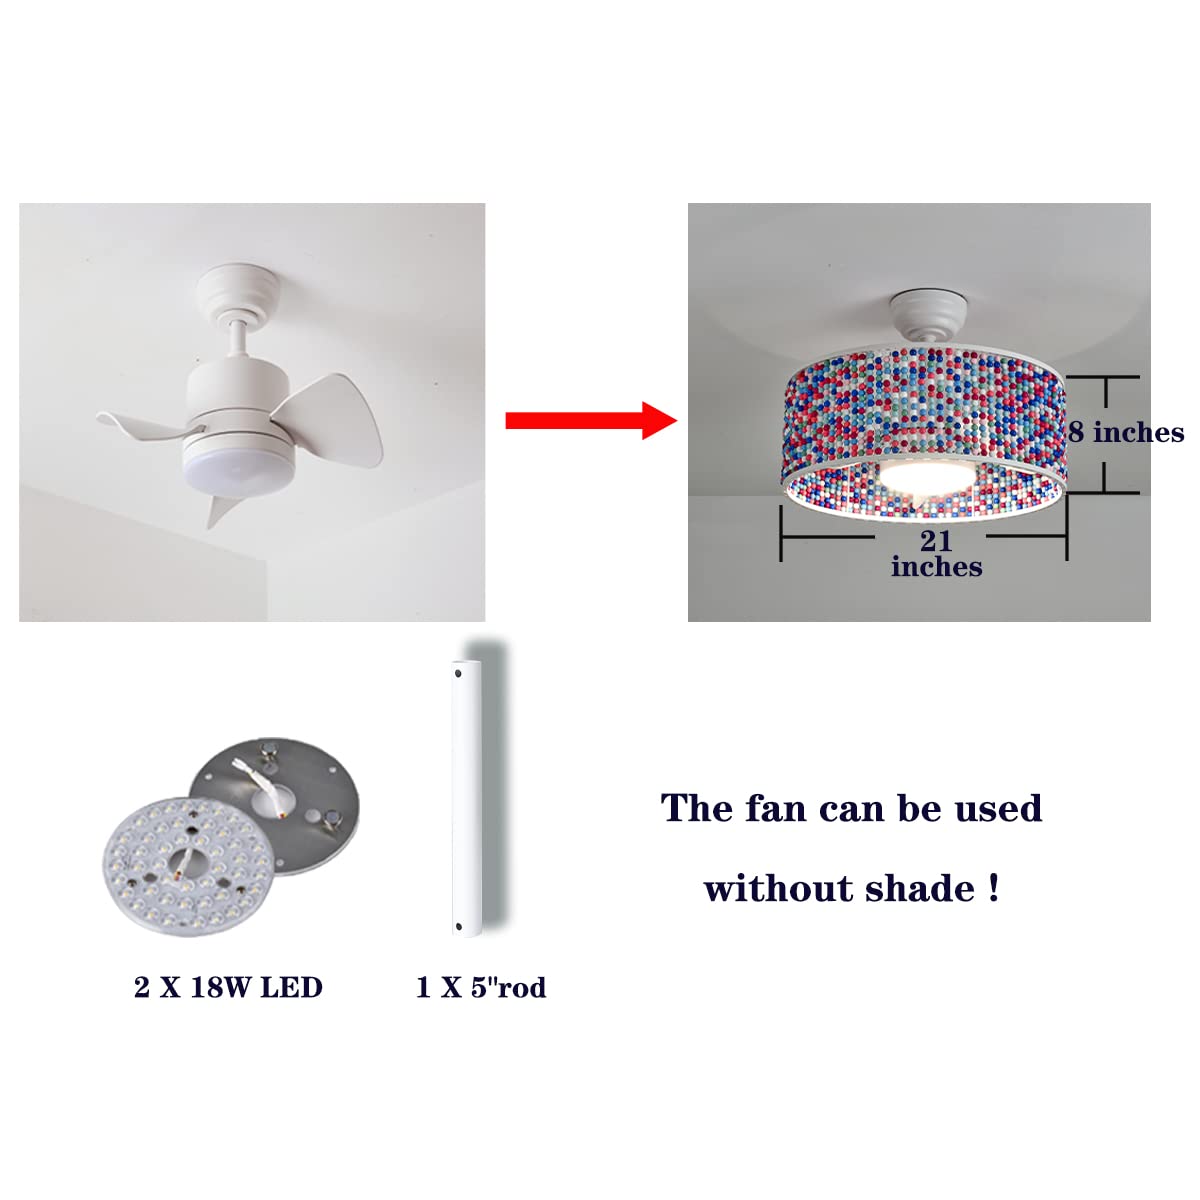 8 inches
21
inches
The fan can be used
without shade !
2 X 18W LED
1 X 5"rod